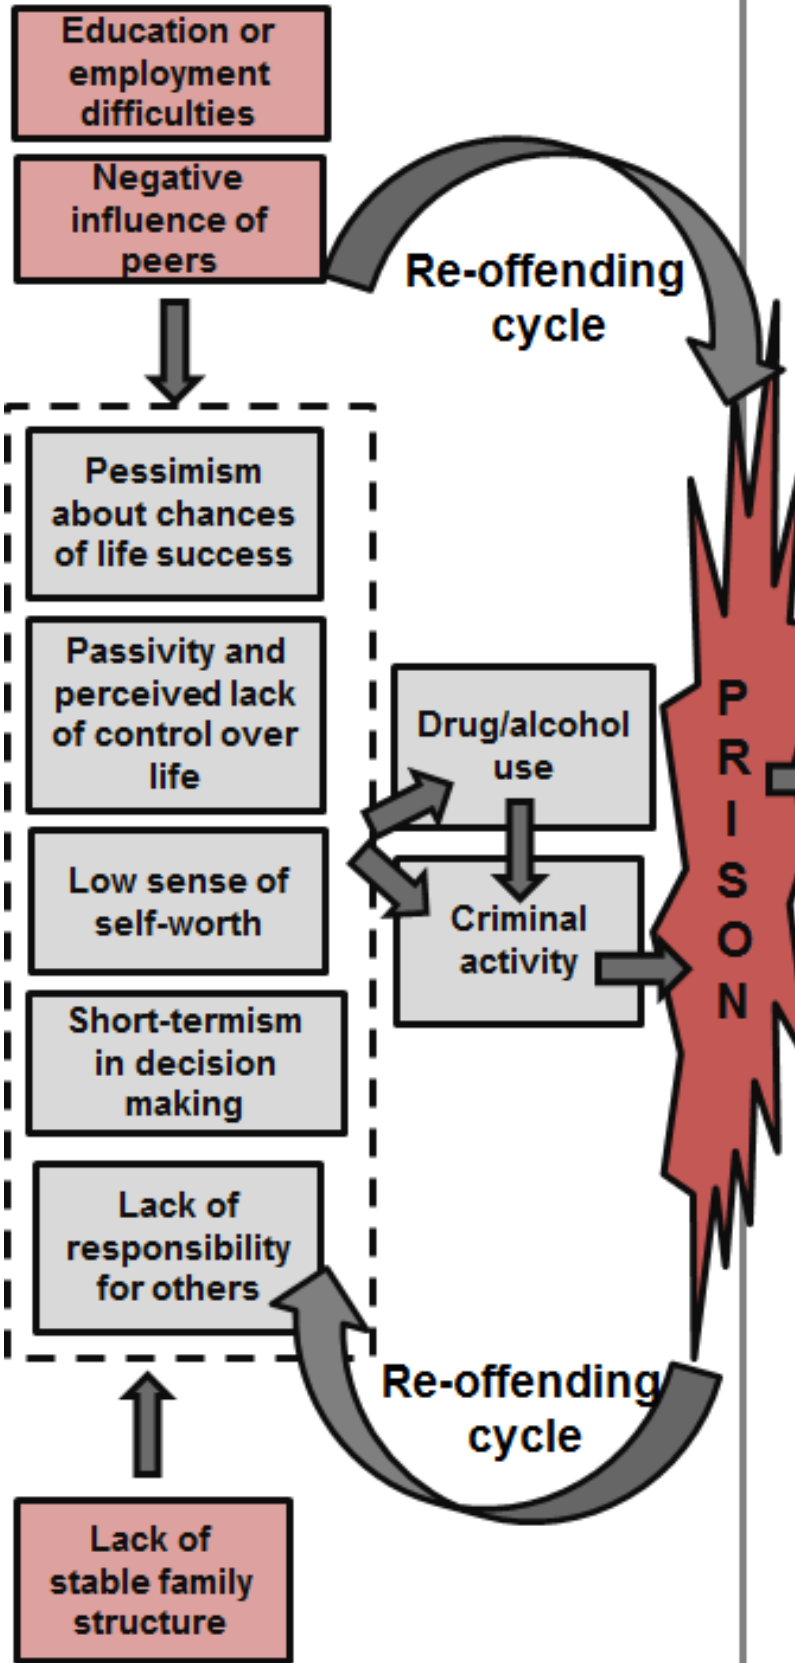 Education or
employment
difficulties
Negative
influence of
peers
Re-offending
cycle
Pessimism
about chances
of life success
Passivity and
perceived lack
of control over
life
Drug/alcohol
use
Low sense of
self-worth
Criminal
activity
P
R
I
S
O
N
Short-termism
in decision
making
Lack of
responsibility
for others
Re-offending
cycle
Lack of
stable family
structure